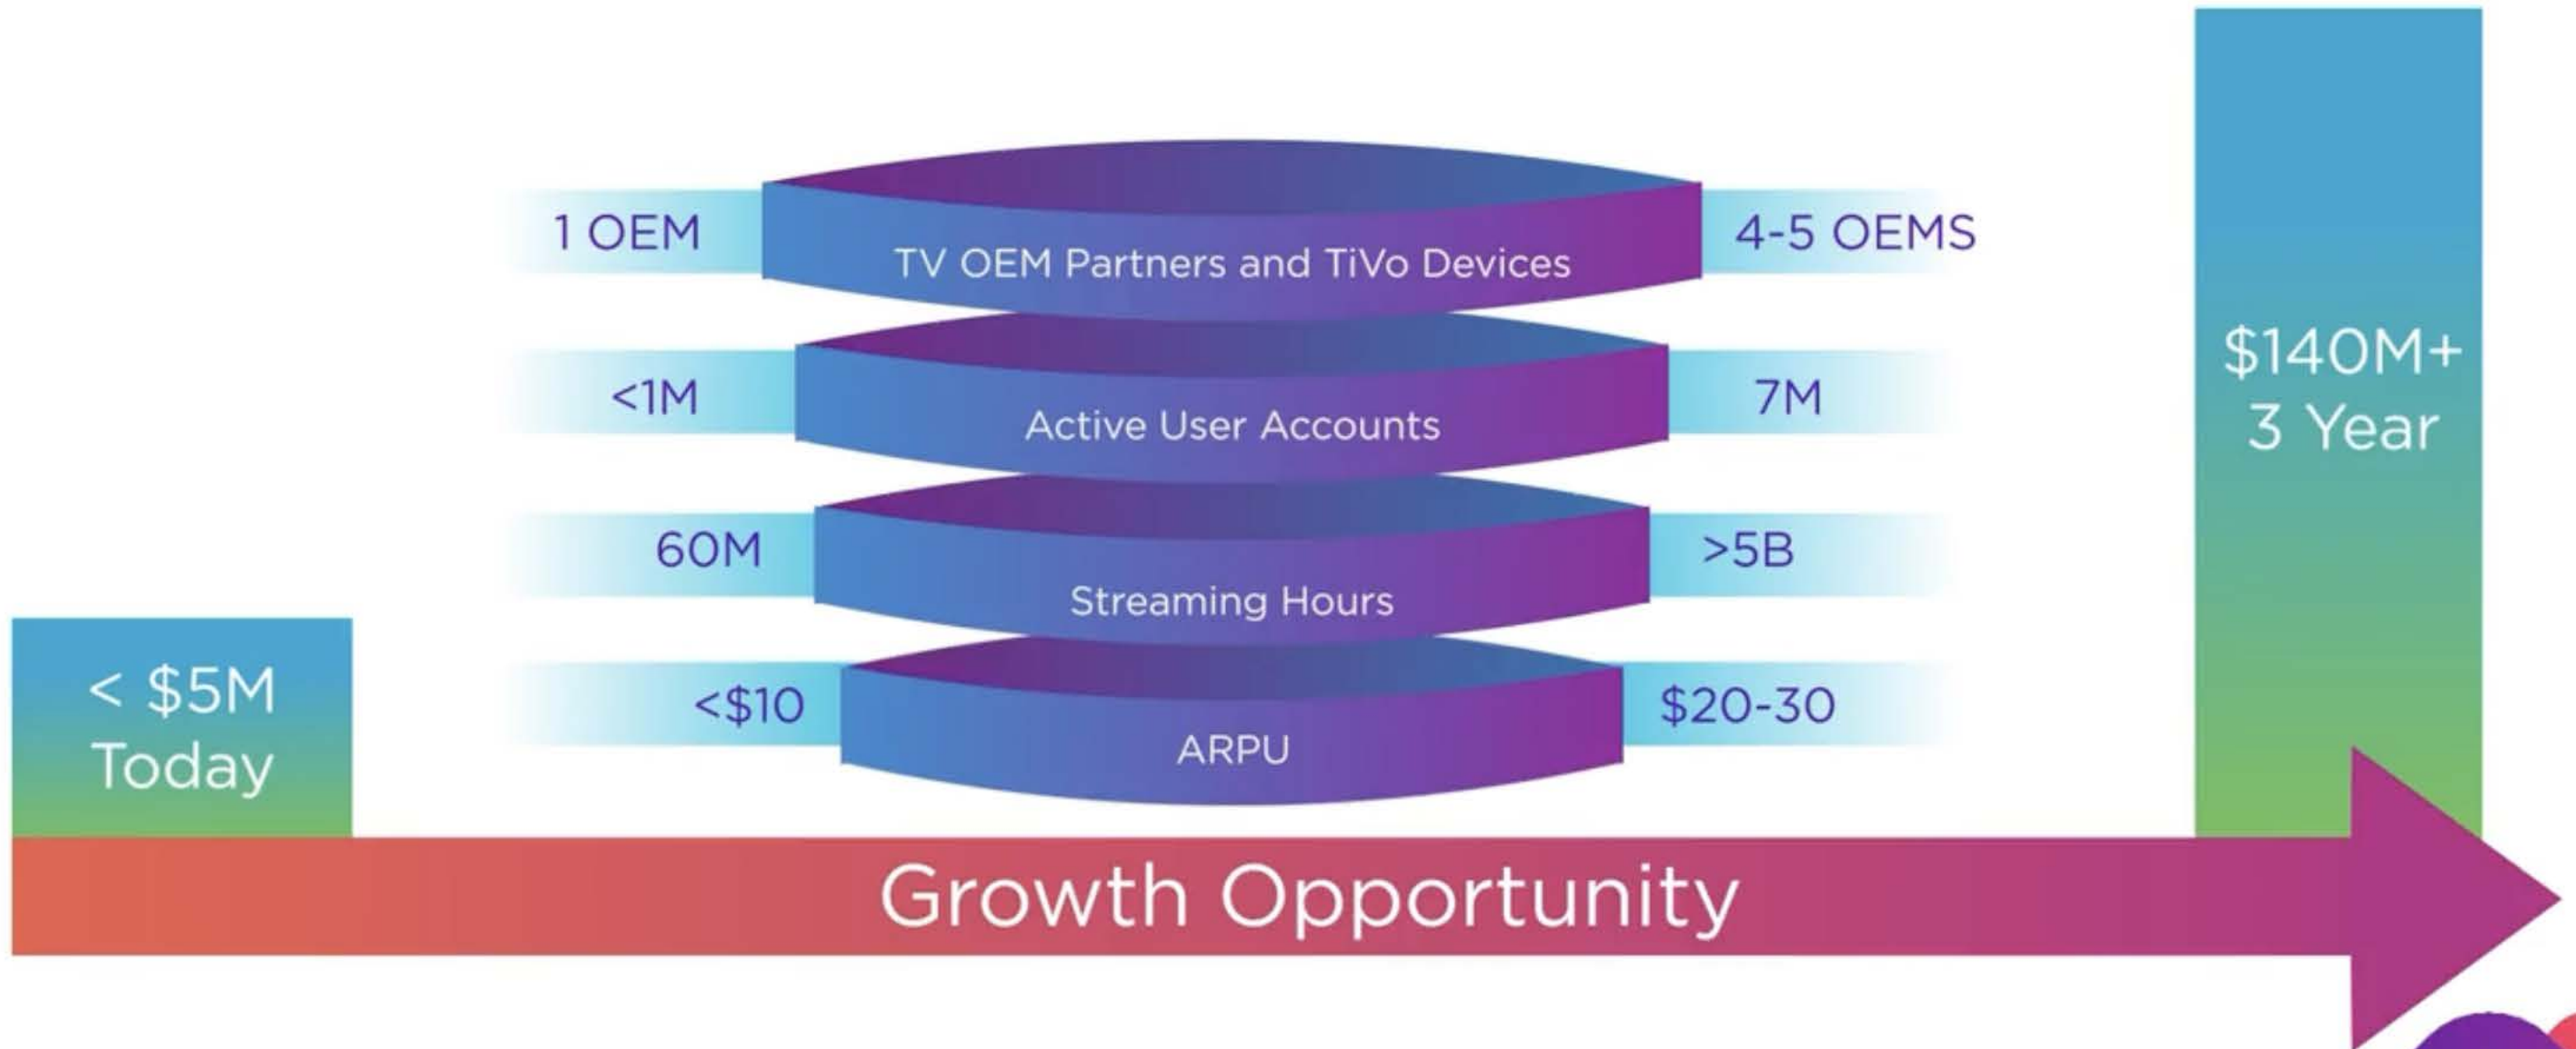 1 OEM
TV OEM Partners and TiVo Devices
4-5 OEMS
<1M
Active User Accounts
7M
60M
Streaming Hours
>5B
<$10
ARPU
$20-30
< $5M
Today
$140M+
3 Year
Growth Opportunity